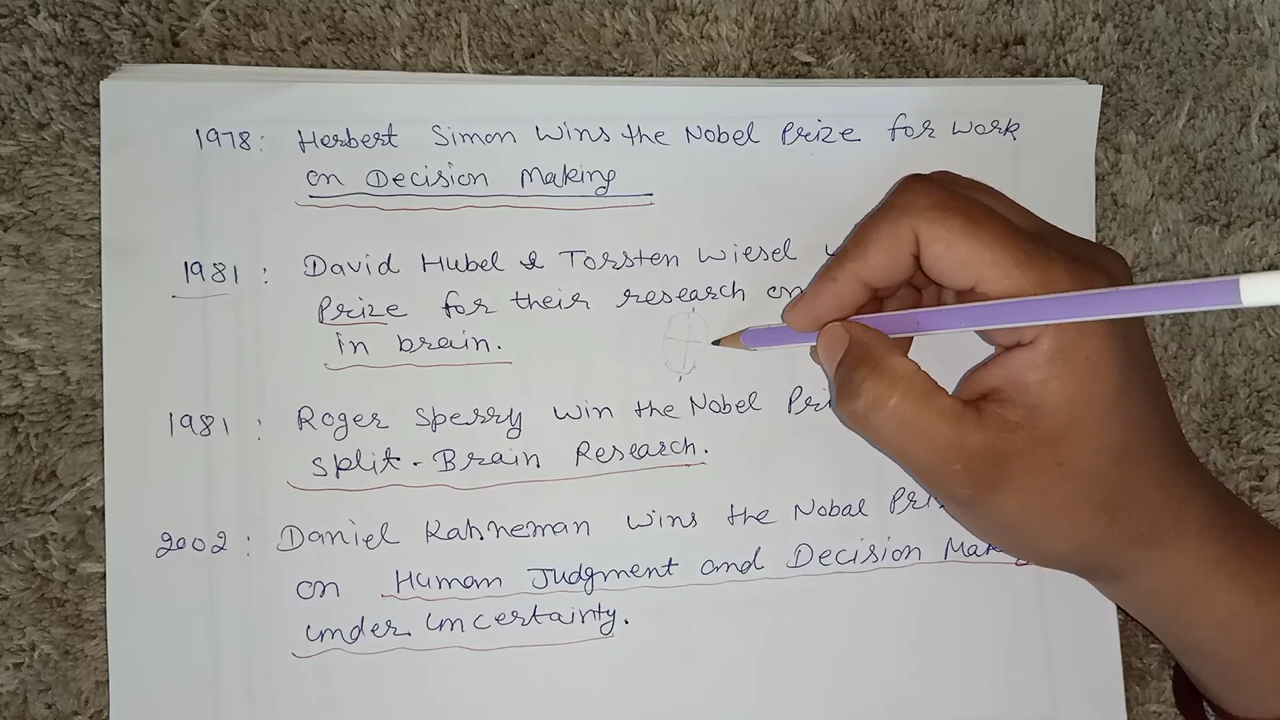 1978: Herbert Simon wins the Nobel Prize for work
on Decision Making
1981: David Hubel & Torsten Wiesel
Prize for their research on
in brain.
1981: Roger Sperry win the Nobel
Split-Brain Research.
2002: Daniel Kahneman wins the Nobal
on Human Judgment and Decision
under Uncertainty.